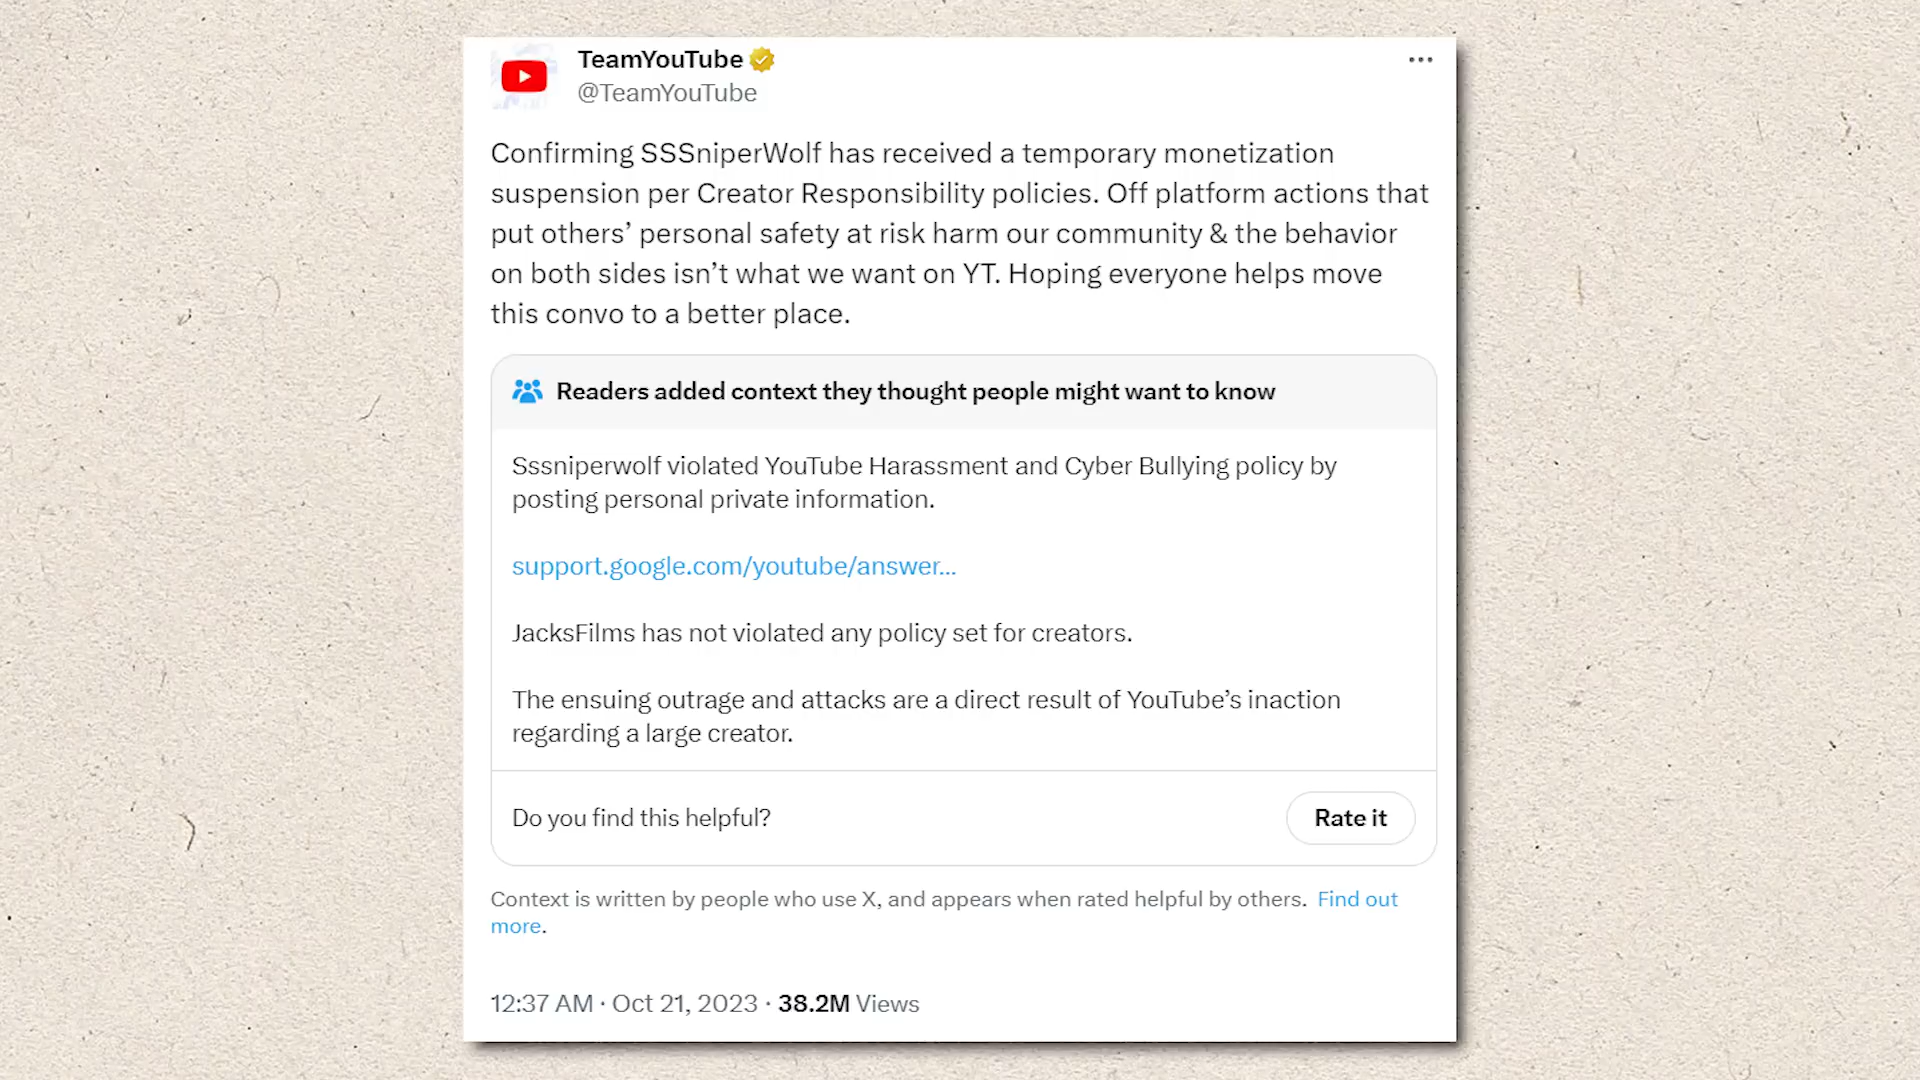 TeamYouTube
@TeamYouTube
Confirming SSSniperWolf has received a temporary monetization
suspension per Creator Responsibility policies. Off platform actions that
put others’ personal safety at risk harm our community & the behavior
on both sides isn’t what we want on YT. Hoping everyone helps move
this convo to a better place.
Readers added context they thought people might want to know
Sssniperwolf violated YouTube Harassment and Cyber Bullying policy by
posting personal private information.
support.google.com/youtube/answer...
JacksFilms has not violated any policy set for creators.
The ensuing outrage and attacks are a direct result of YouTube’s inaction
regarding a large creator.
Do you find this helpful?
Rate it
Context is written by people who use X, and appears when rated helpful by others. Find out
more.
12:37 AM · Oct 21, 2023 · 38.2M Views